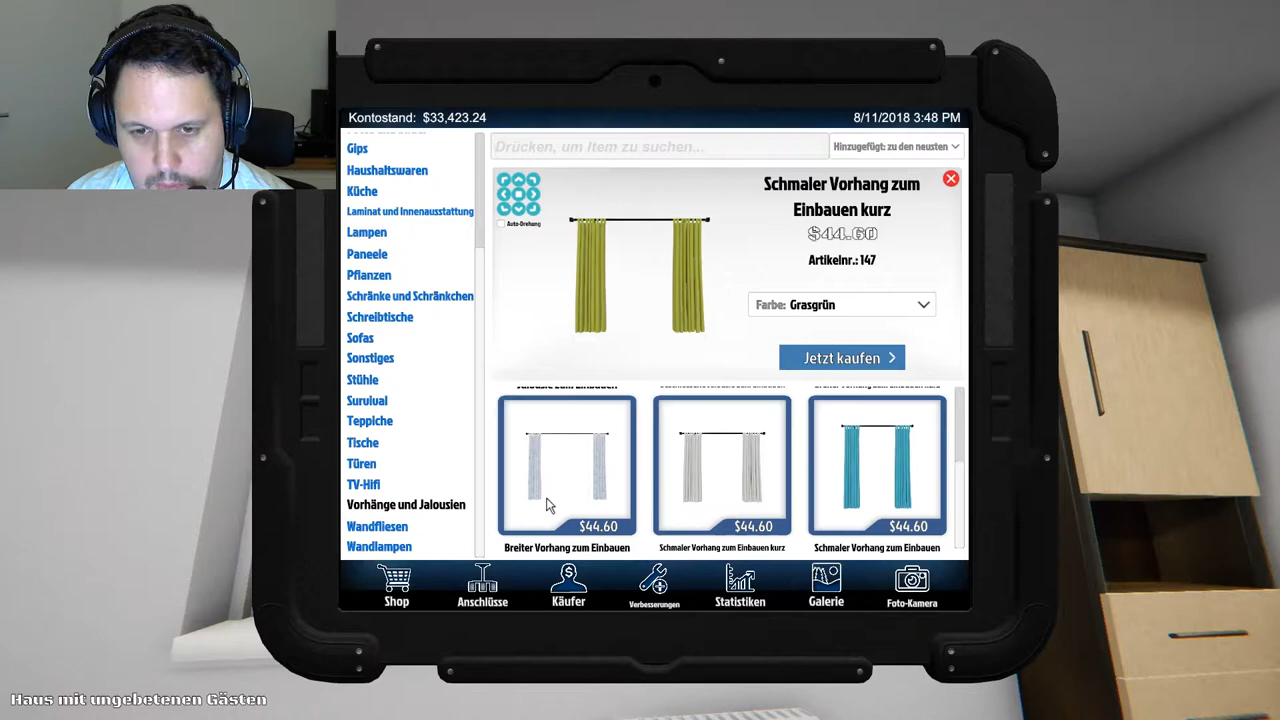 Kontostand: $33,423.24
8/11/2018 3:48 PM
Gips
Haushaltswaren
Küche
Laminat und Innenausstattung
Lampen
Paneele
Pflanzen
Schränke und Schränkchen
Schreibtische
Sofas
Sonstiges
Stühle
Survival
Teppiche
Tische
Türen
TV-Hifi
Vorhänge und Jalousien
Wandfliesen
Wandlampen
Drücken, um Item zu suchen...
Hinzugefügt: zu den neusten
Auto-Drehung
Schmaler Vorhang zum
Einbauen kurz
$44.60
Artikelnr.: 147
Farbe: Grasgrün
Jetzt kaufen
Jalousie zum Einbauen
$44.60
$44.60
$44.60
Breiter Vorhang zum Einbauen
Schmaler Vorhang zum Einbauen kurz
Schmaler Vorhang zum Einbauen
Shop
Anschlüsse
Käufer
Verbesserungen
Statistiken
Galerie
Foto-Kamera
Haus mit ungebetenen Gästen